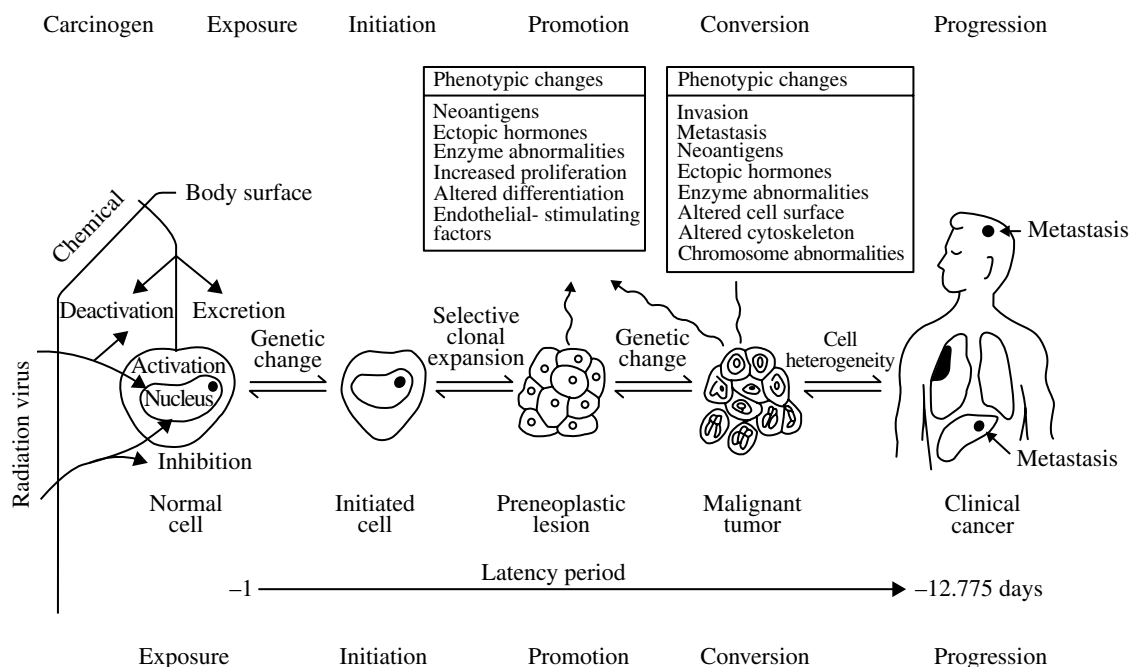 Carcinogen Exposure Initiation Promotion Conversion Progression
Phenotypic changes
Neoantigens
Ectopic hormones
Enzyme abnormalities
Increased proliferation
Altered differentiation
Endothelial- stimulating
factors
Phenotypic changes
Invasion
Metastasis
Neoantigens
Ectopic hormones
Enzyme abnormalities
Altered cell surface
Altered cytoskeleton
Chromosome abnormalities
Body surface
Chemical
Metastasis
Deactivation
Excretion
Radiation virus
Activation
Nucleus
Inhibition
Genetic
change
Selective
clonal
expansion
Genetic
change
Cell
heterogeneity
Metastasis
Normal
cell
Initiated
cell
Preneoplastic
lesion
Malignant
tumor
Clinical
cancer
Latency period
–1
–12.775 days
Exposure Initiation Promotion Conversion Progression